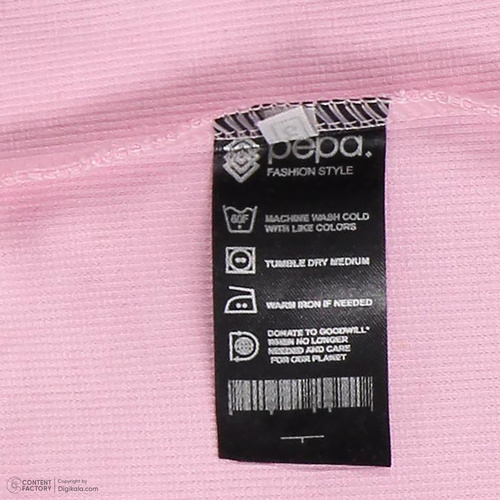 pepa.
FASHION STYLE
60F
MACHINE WASH COLD
WITH LIKE COLORS
TUMBLE DRY MEDIUM
WARM IRON IF NEEDED
DONATE TO GOODWILL"
WHEN NO LONGER
NEEDED AND CARE
FOR OUR PLANET
CONTENT
FACTORY
Copyright by
Digikala.com